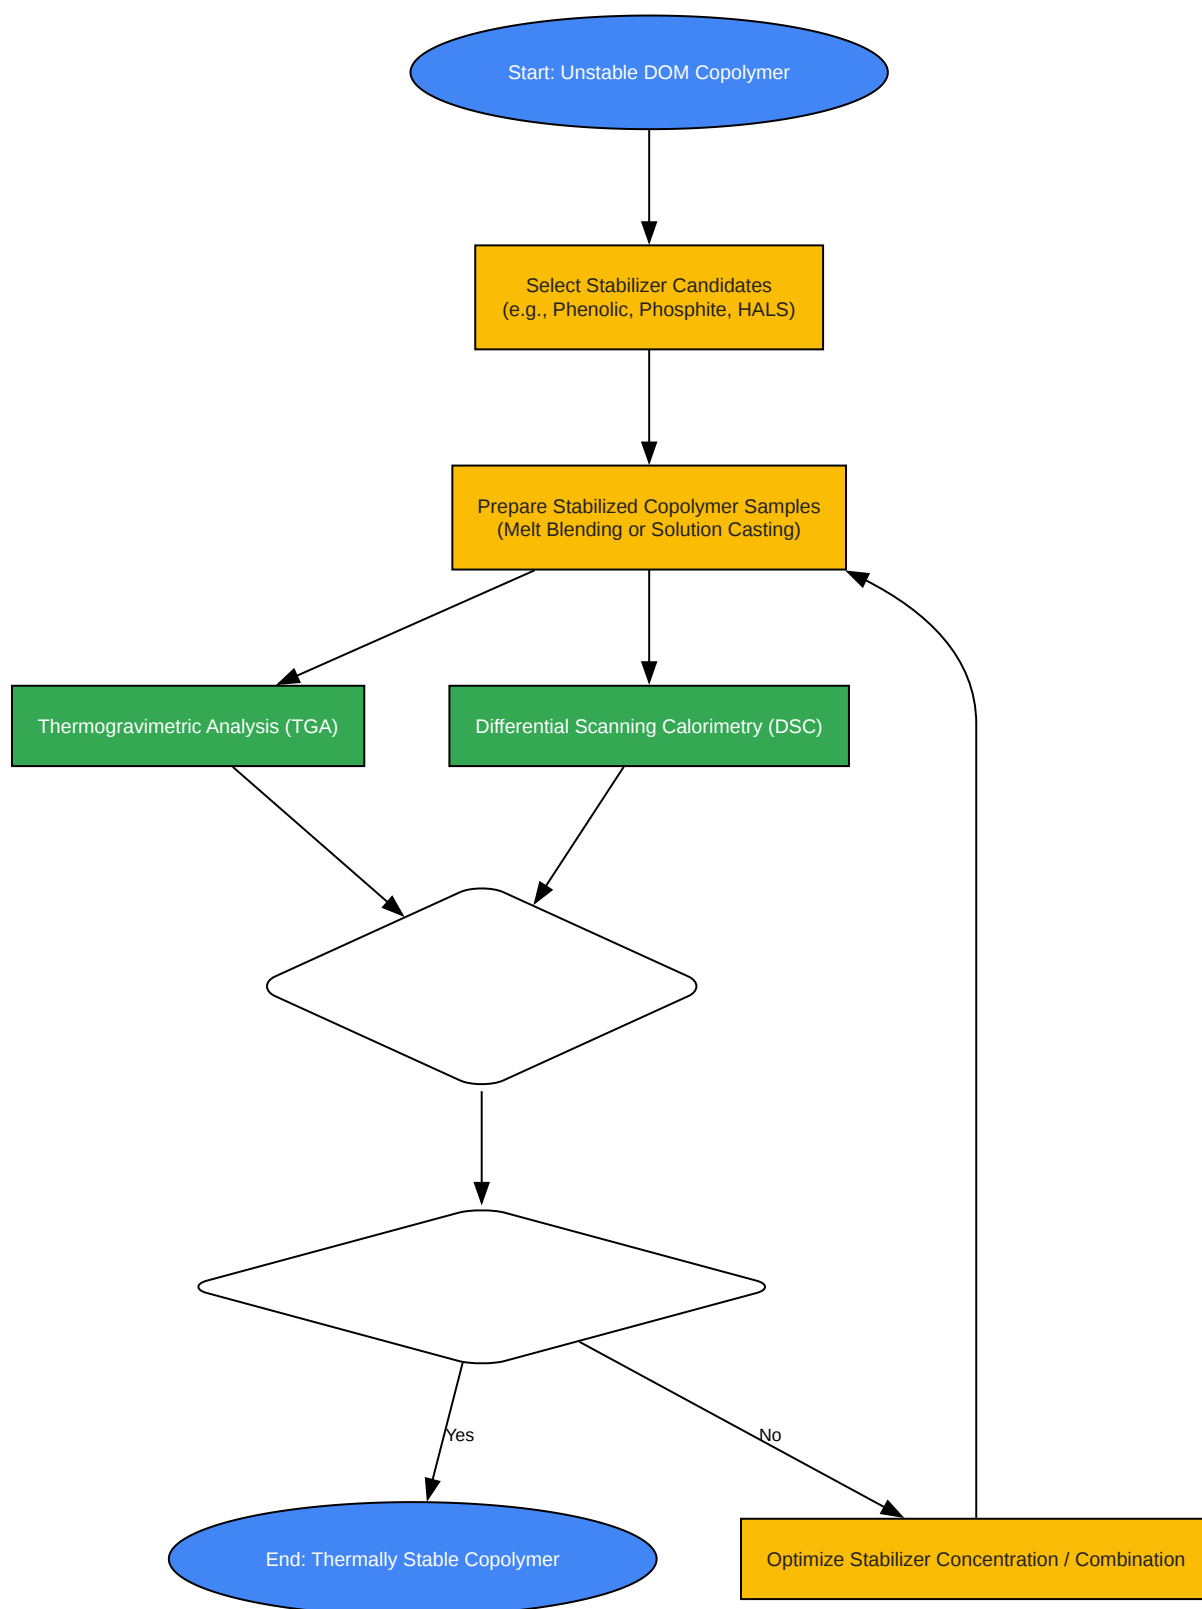 Start: Unstable DOM Copolymer
Select Stabilizer Candidates
(e.g., Phenolic, Phosphite, HALS)
Prepare Stabilized Copolymer Samples
(Melt Blending or Solution Casting)
Thermogravimetric Analysis (TGA)
Differential Scanning Calorimetry (DSC)
Yes
No
End: Thermally Stable Copolymer
Optimize Stabilizer Concentration / Combination